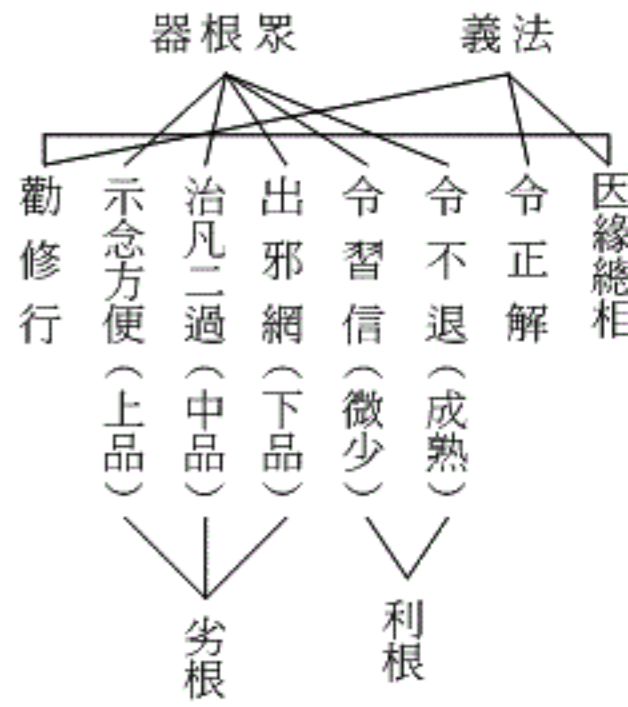 法義
眾根器
因緣總相
令正解
令不退（成熟）
令習信（微少）
出邪網（下品）
治凡二過（中品）
示念方便（上品）
勸修行
利根
劣根